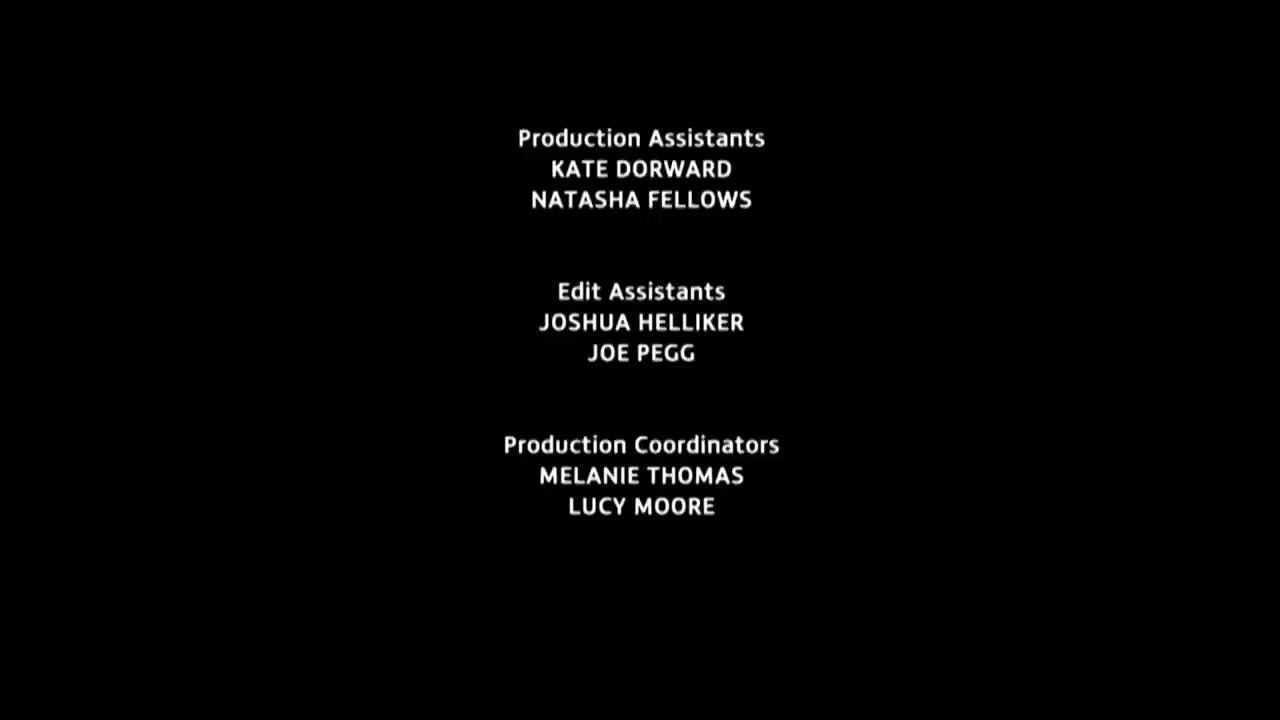 Production Assistants
KATE DORWARD
NATASHA FELLOWS
Edit Assistants
JOSHUA HELLIKER
JOE PEGG
Production Coordinators
MELANIE THOMAS
LUCY MOORE